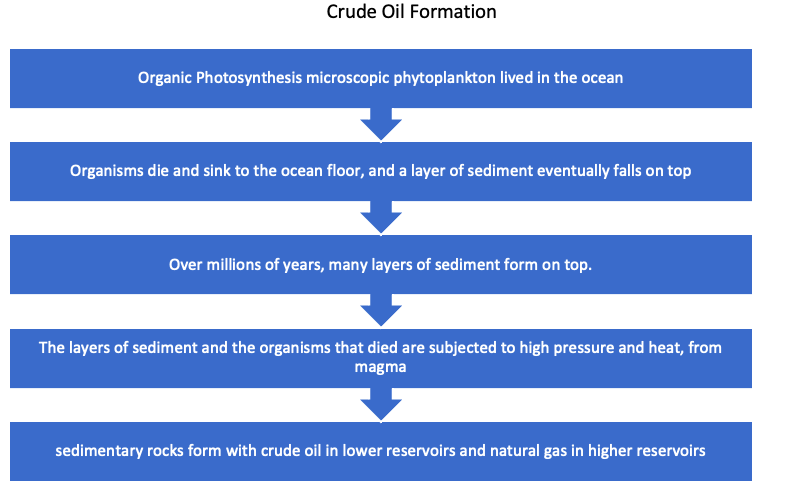 Crude Oil Formation
Organic Photosynthesis microscopic phytoplankton lived in the ocean
Organisms die and sink to the ocean floor, and a layer of sediment eventually falls on top
Over millions of years, many layers of sediment form on top.
The layers of sediment and the organisms that died are subjected to high pressure and heat, from
magma
sedimentary rocks form with crude oil in lower reservoirs and natural gas in higher reservoirs